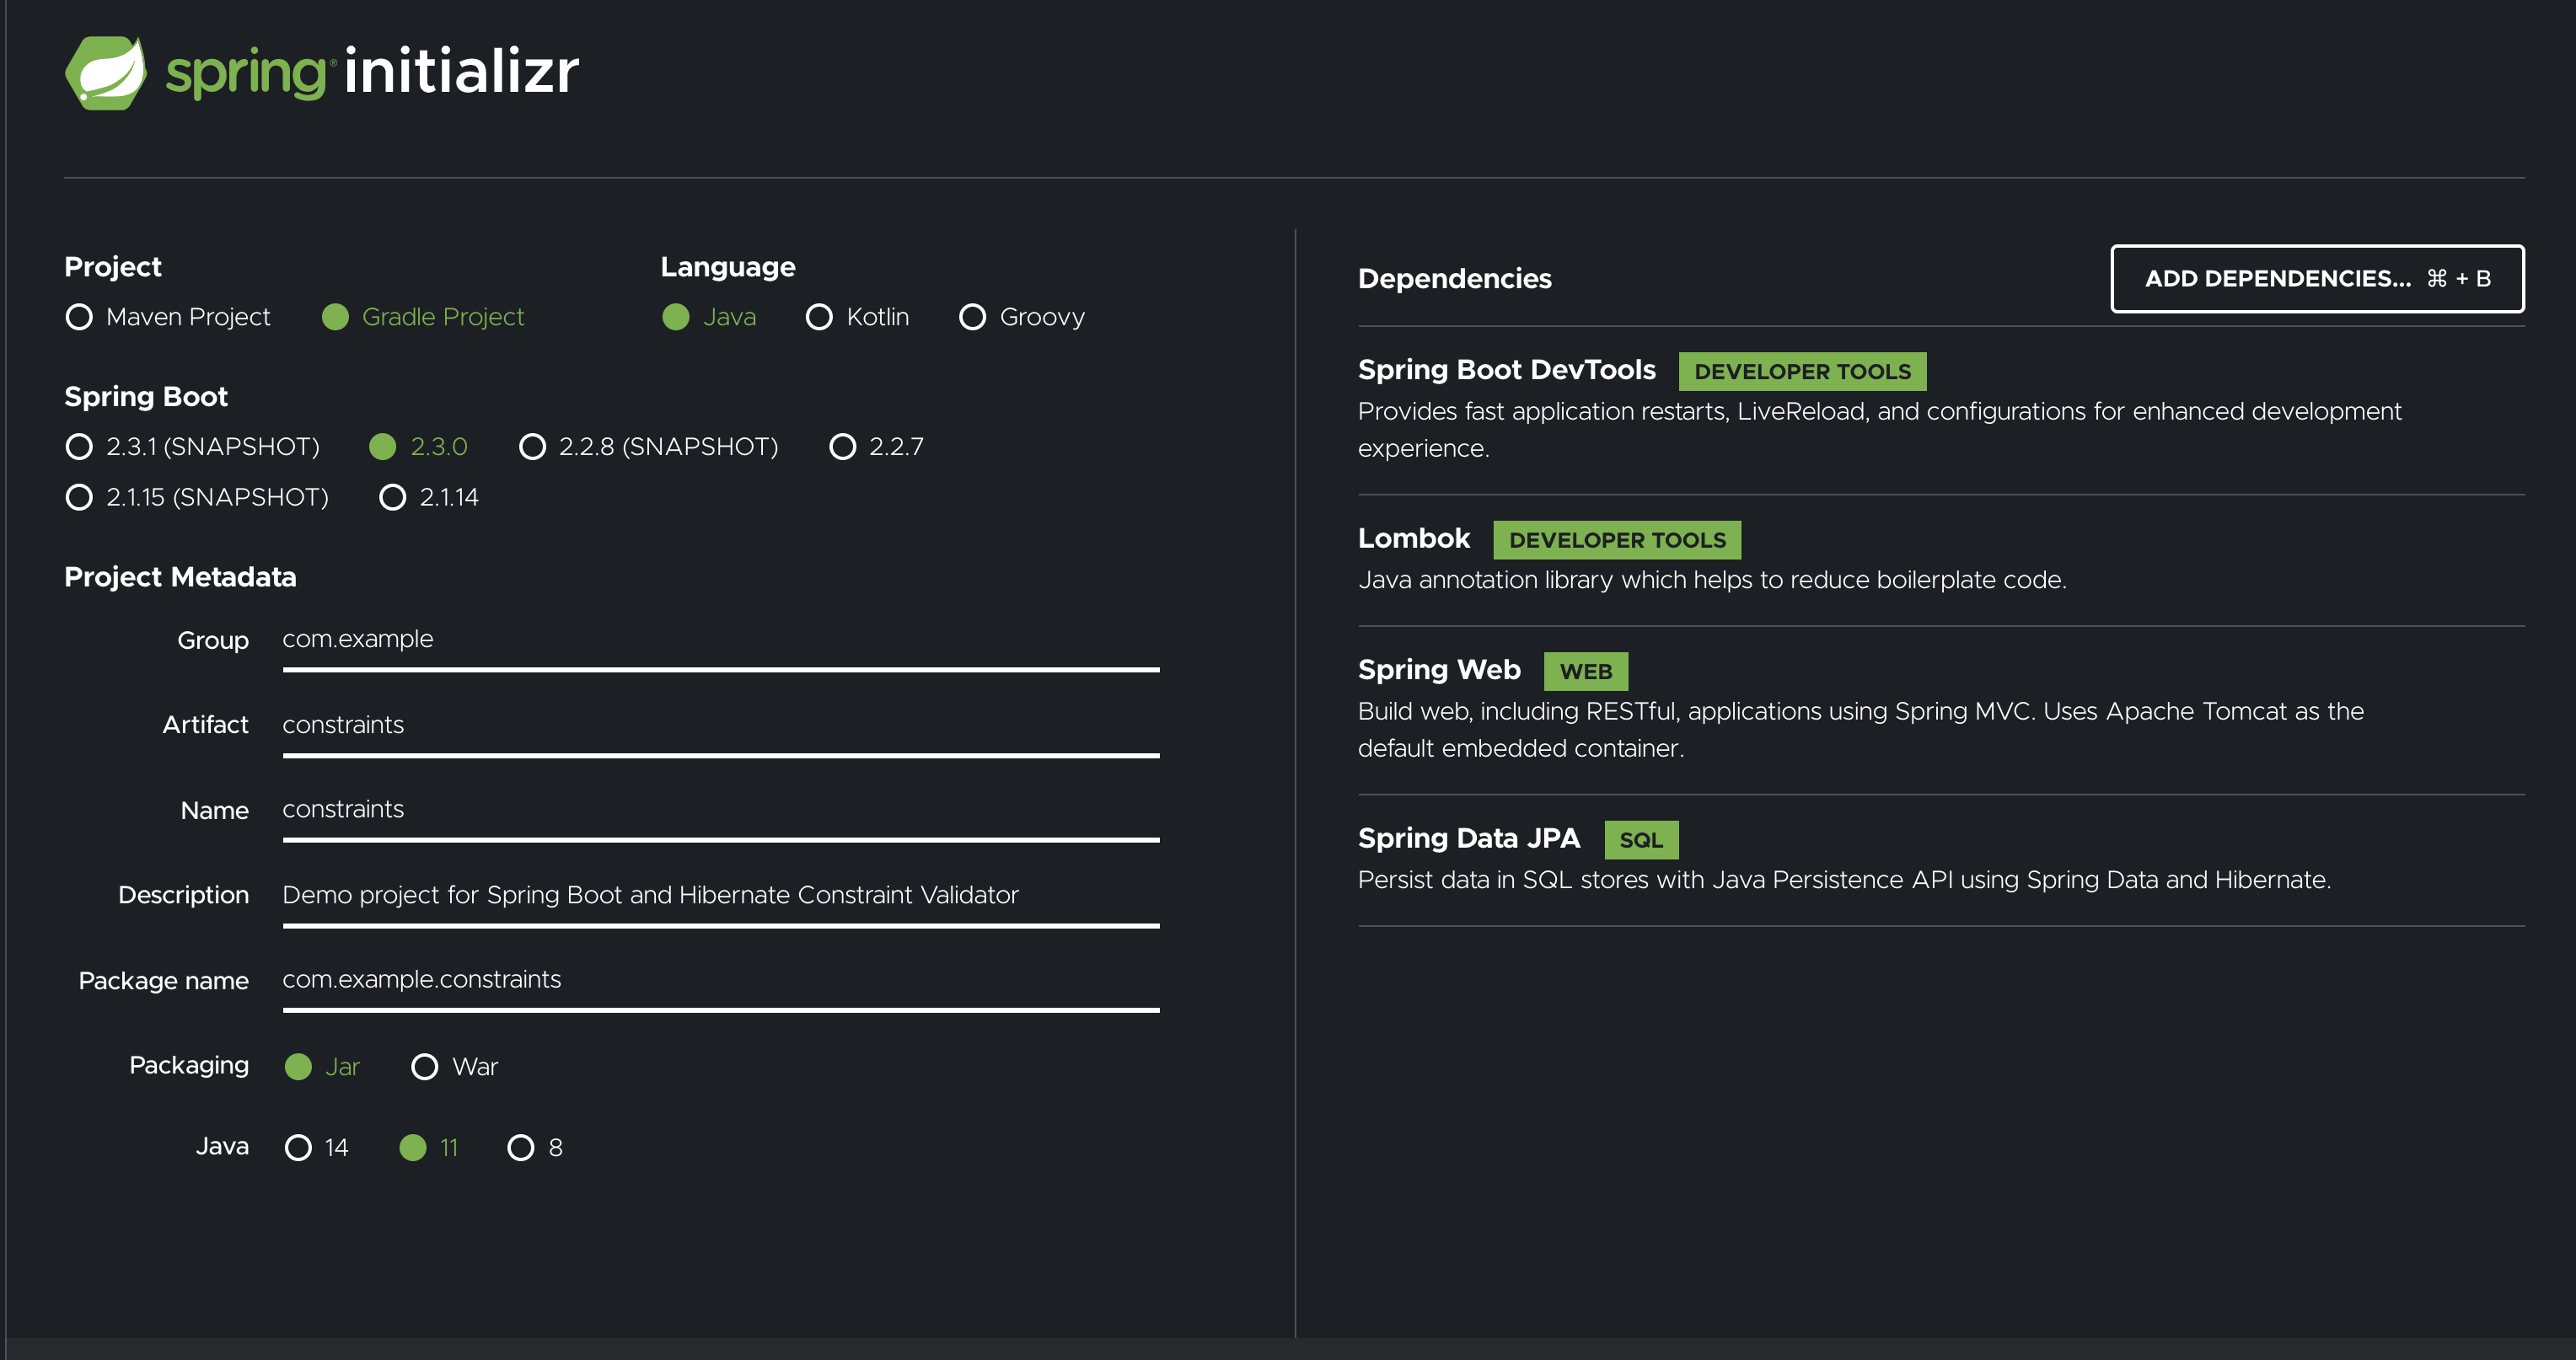 spring initializr
Project
Maven Project Gradle Project
Language
Java Kotlin Groovy
Spring Boot
2.3.1 (SNAPSHOT) 2.3.0 2.2.8 (SNAPSHOT) 2.2.7
2.1.15 (SNAPSHOT) 2.1.14
Project Metadata
Group com.example
Artifact constraints
Name constraints
Description Demo project for Spring Boot and Hibernate Constraint Validator
Package name com.example.constraints
Packaging Jar War
Java 14 11 8
Dependencies ADD DEPENDENCIES... ⌘ + B
Spring Boot DevTools DEVELOPER TOOLS
Provides fast application restarts, LiveReload, and configurations for enhanced development
experience.
Lombok DEVELOPER TOOLS
Java annotation library which helps to reduce boilerplate code.
Spring Web WEB
Build web, including RESTful, applications using Spring MVC. Uses Apache Tomcat as the
default embedded container.
Spring Data JPA SQL
Persist data in SQL stores with Java Persistence API using Spring Data and Hibernate.